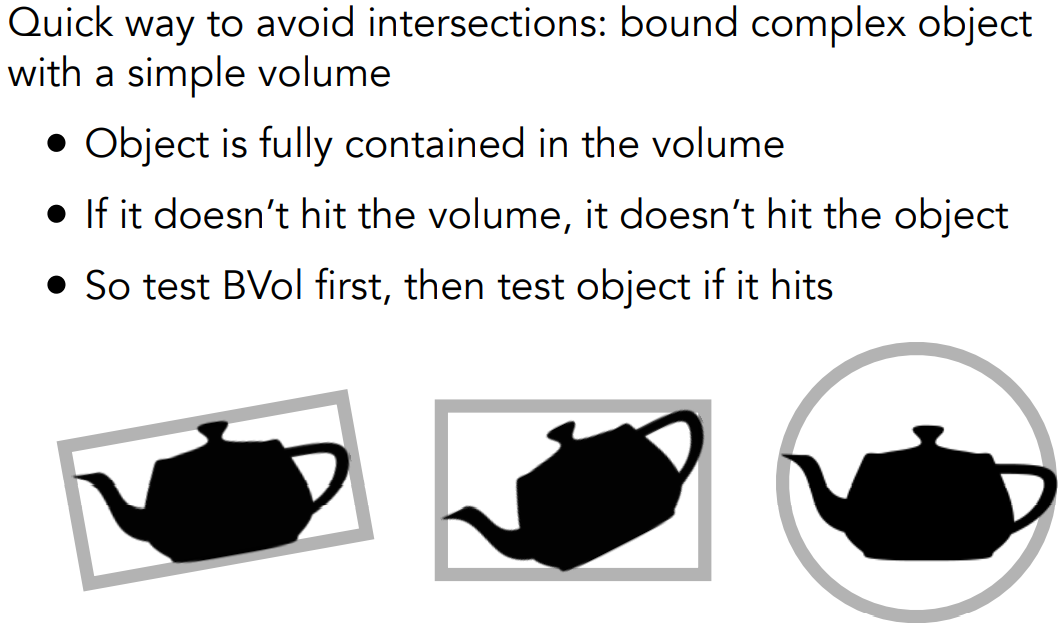 Quick way to avoid intersections: bound complex object
with a simple volume
● Object is fully contained in the volume
● If it doesn’t hit the volume, it doesn’t hit the object
● So test BVol first, then test object if it hits